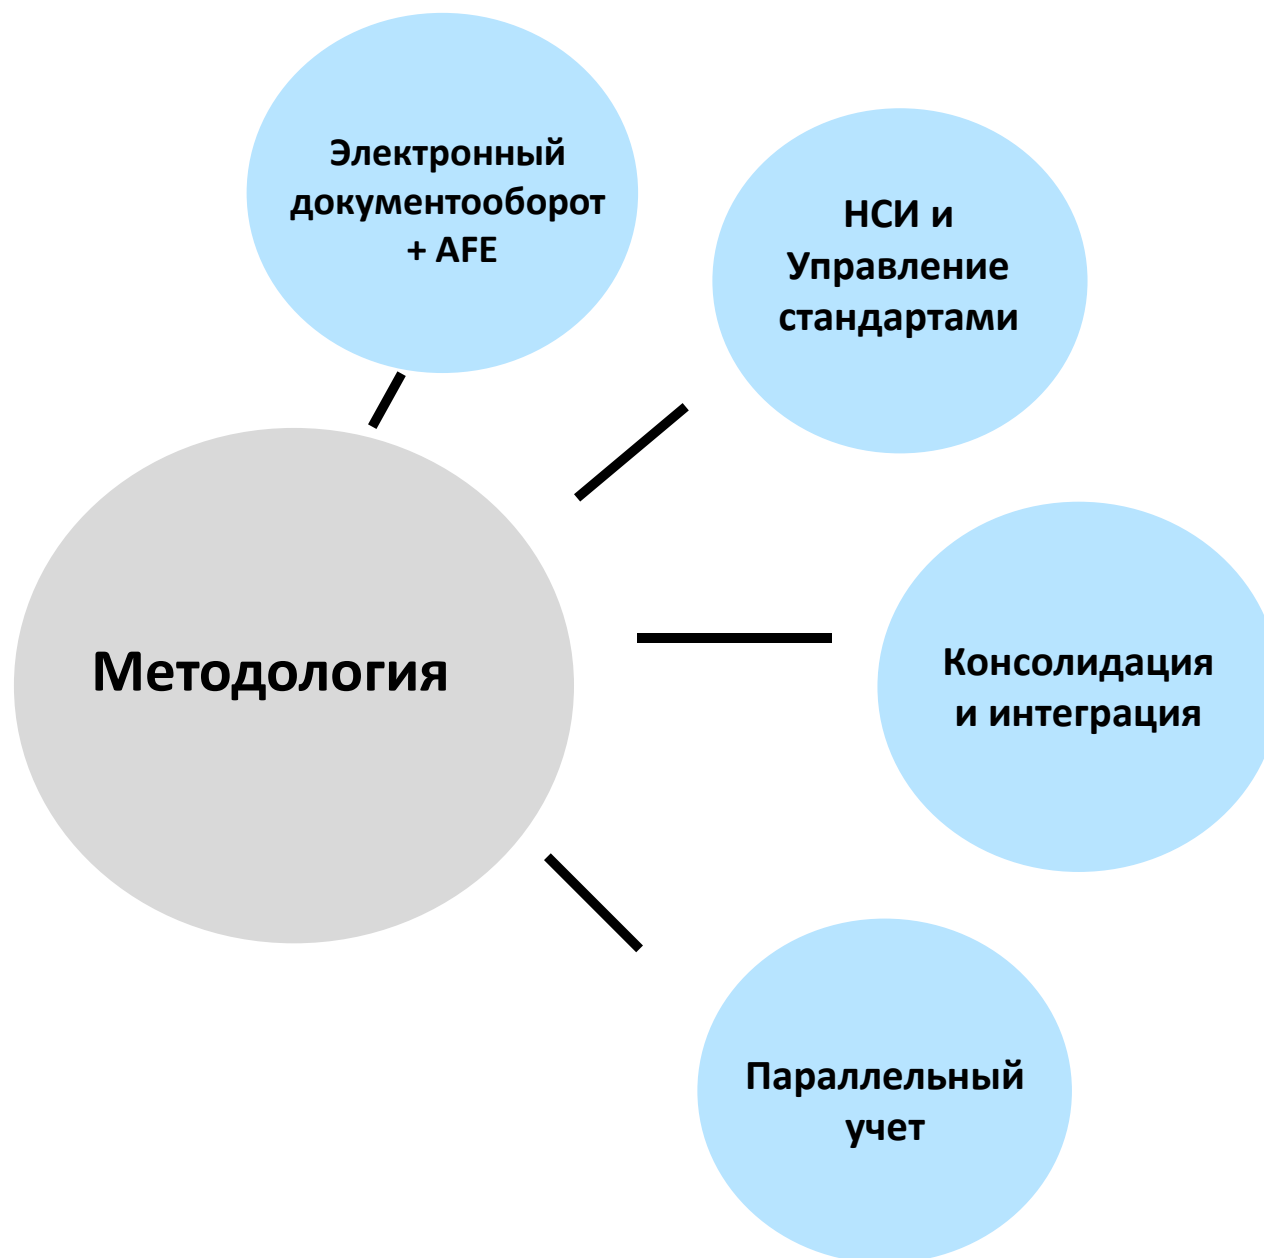 Электронный
документооборот
+ AFE
НСИ и
Управление
стандартами
Методология
Консолидация
и интеграция
Параллельный
учет